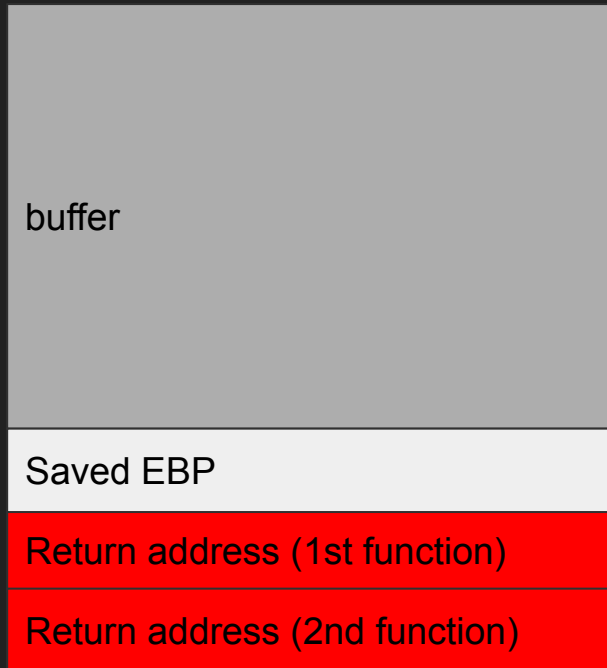 buffer
Saved EBP
Return address (1st function)
Return address (2nd function)